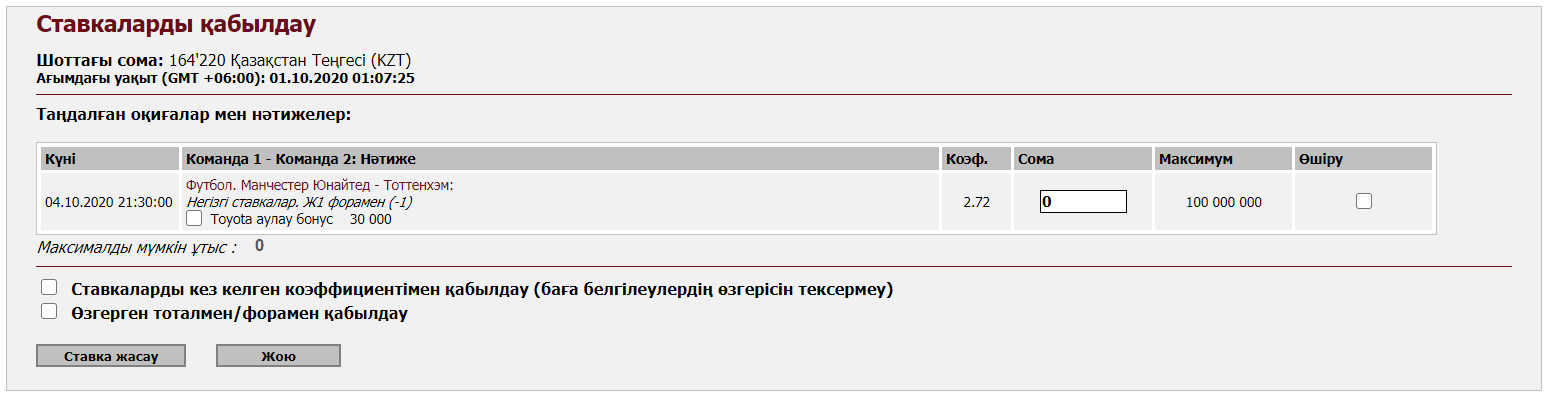 Ставкаларды қабылдау
Шоттағы сома: 164'220 Қазақстан Теңгесі (KZT)
Ағымдағы уақыт (GMT +06:00): 01.10.2020 01:07:25
Таңдалған оқиғалар мен нәтижелер:
Күні Команда 1 - Команда 2: Нәтиже Коэф. Сома Максимум Өшіру
Футбол. Манчестер Юнайтед - Тоттенхэм:
04.10.2020 21:30:00 Негізгі ставкалар. Ж1 форамен (-1) 2.72 0 100 000 000
Toyota аулау бонус 30 000
Максималды мүмкін ұтыс : 0
Ставкаларды кез келген коэффициентімен қабылдау (баға белгілеулердің өзгерісін тексермеу)
Өзгерген тоталмен/форамен қабылдау
Ставка жасау Жою